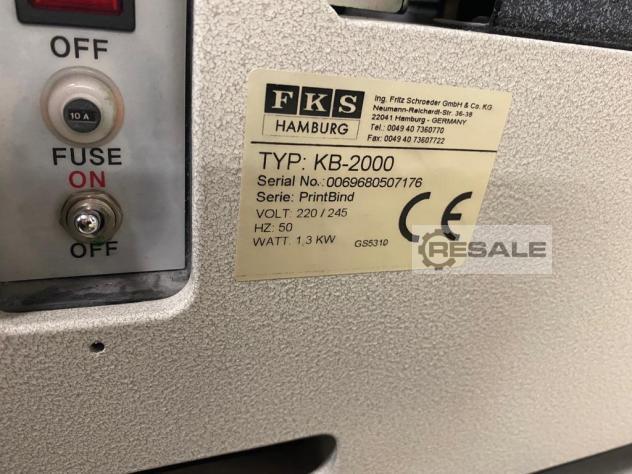 OFF
10 A
FUSE
ON
OFF
FKS
HAMBURG
Ing. Fritz Schroeder GmbH & Co. KG
Neumann-Reichardt-Str. 36-38
22041 Hamburg - GERMANY
Tel.: 0049 40 7360770
Fax: 0049 40 73607722
TYP: KB-2000
Serial No.: 0069680507176
Serie: PrintBind
VOLT: 220 / 245
HZ: 50
WATT. 1,3 KW
GS5310
CE
RESALE